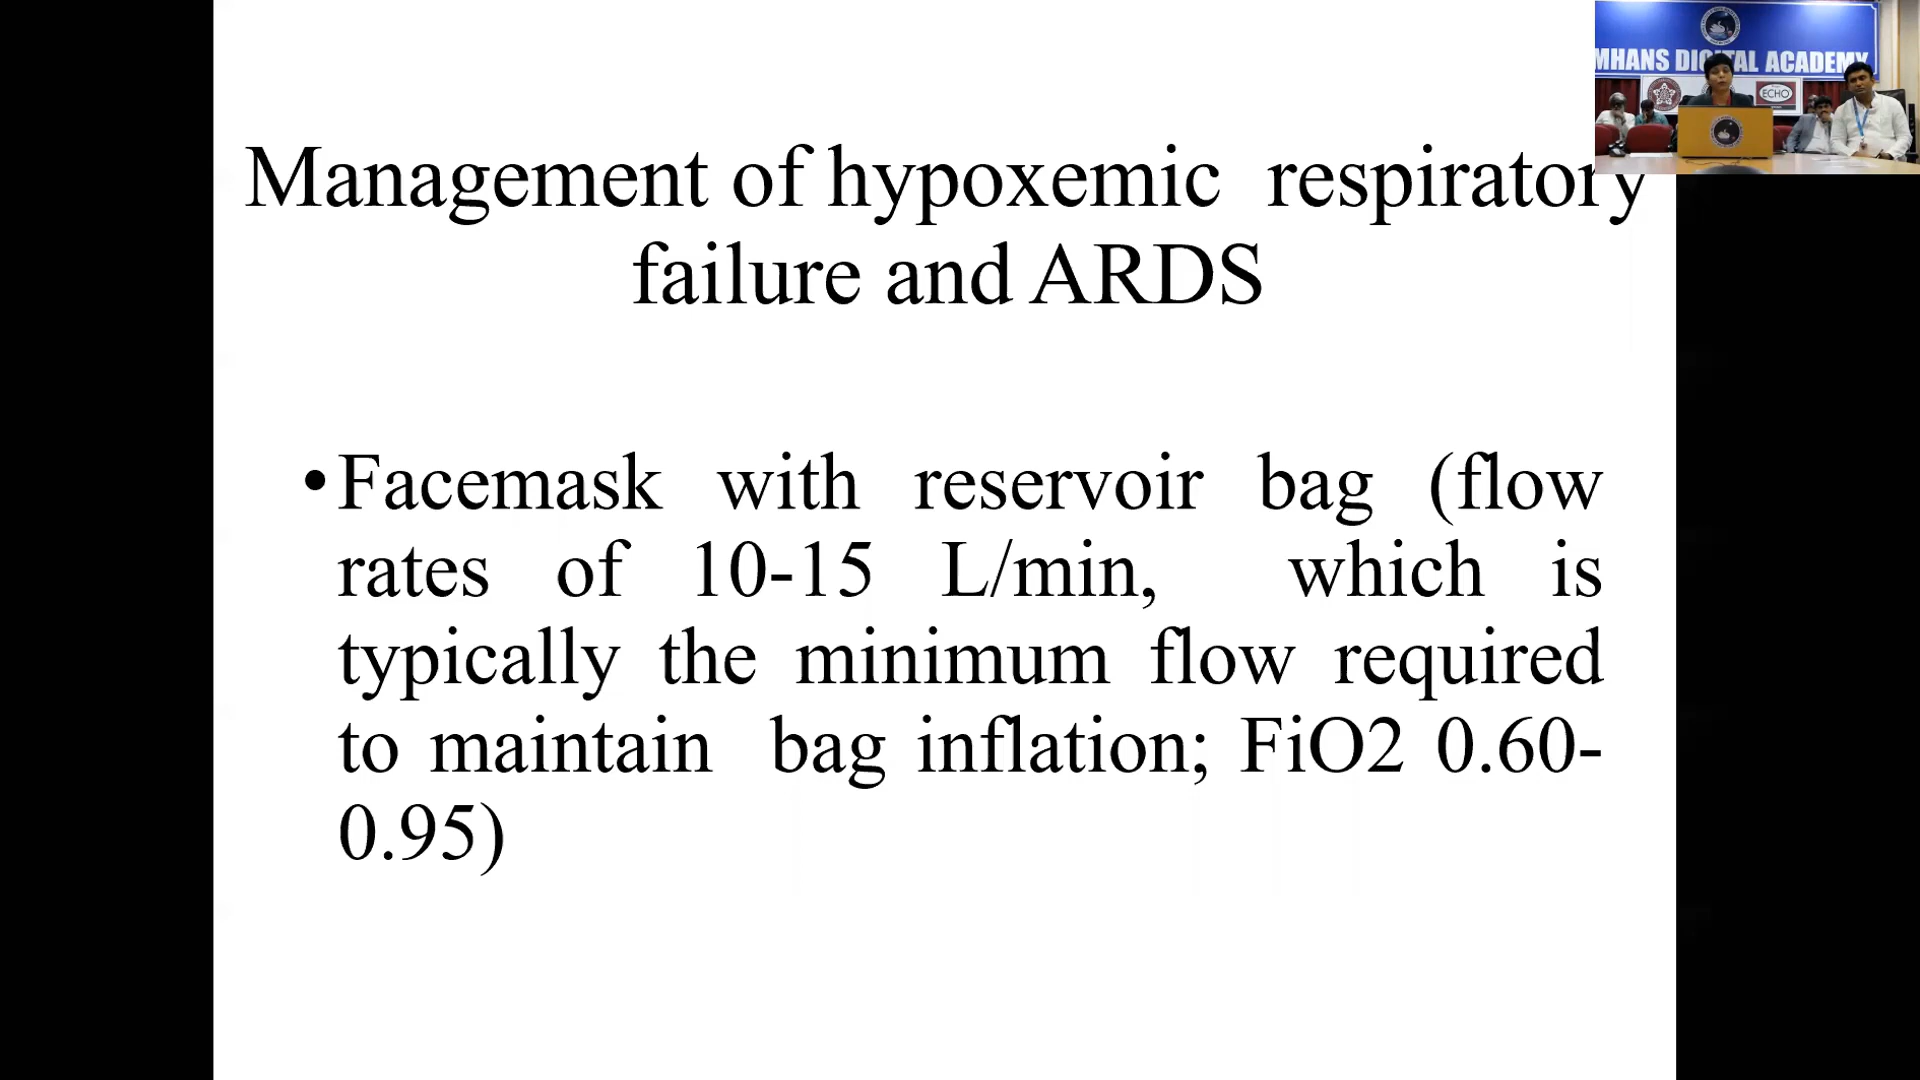 MHANS DIGITAL ACADEMY
ECHO
Management of hypoxemic respiratory
failure and ARDS
•Facemask with reservoir bag (flow
rates of 10-15 L/min, which is
typically the minimum flow required
to maintain bag inflation; FiO2 0.60-
0.95)